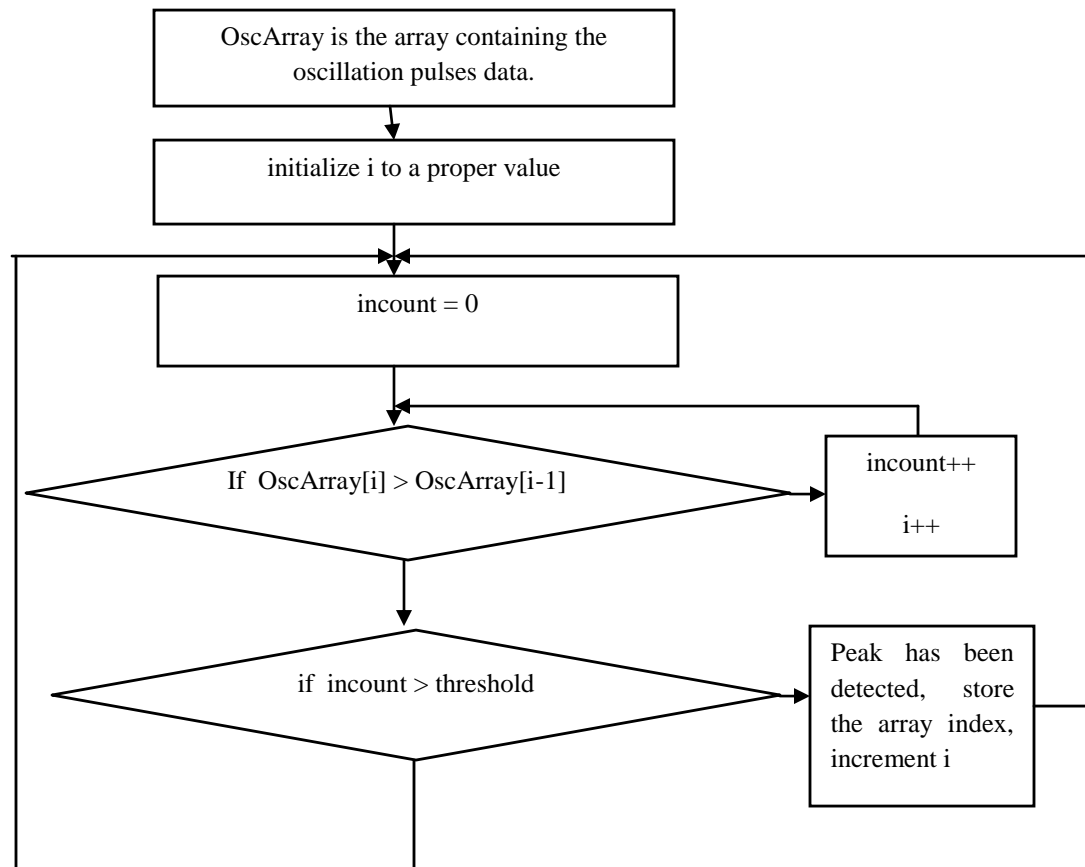 OscArray is the array containing the
oscillation pulses data.
initialize i to a proper value
incount = 0
If OscArray[i] > OscArray[i-1]
incount++
i++
if incount > threshold
Peak has been
detected, store
the array index,
increment i